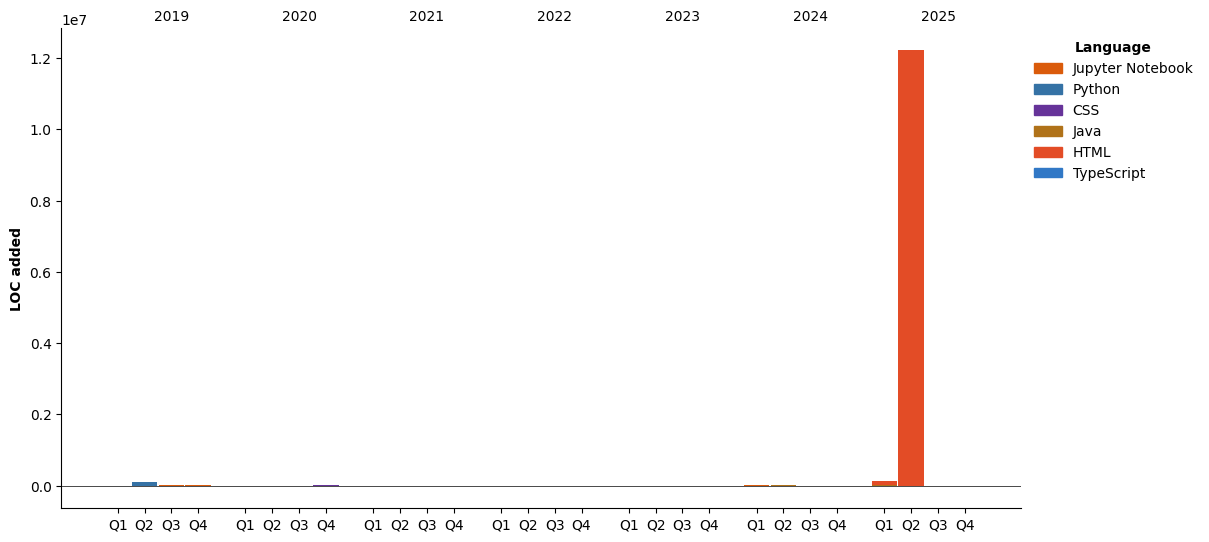 1e7
2019 2020 2021 2022 2023 2024 2025
Language
Jupyter Notebook
Python
CSS
Java
HTML
TypeScript
LOC added
1.2
1.0
0.8
0.6
0.4
0.2
0.0
Q1 Q2 Q3 Q4 Q1 Q2 Q3 Q4 Q1 Q2 Q3 Q4 Q1 Q2 Q3 Q4 Q1 Q2 Q3 Q4 Q1 Q2 Q3 Q4 Q1 Q2 Q3 Q4